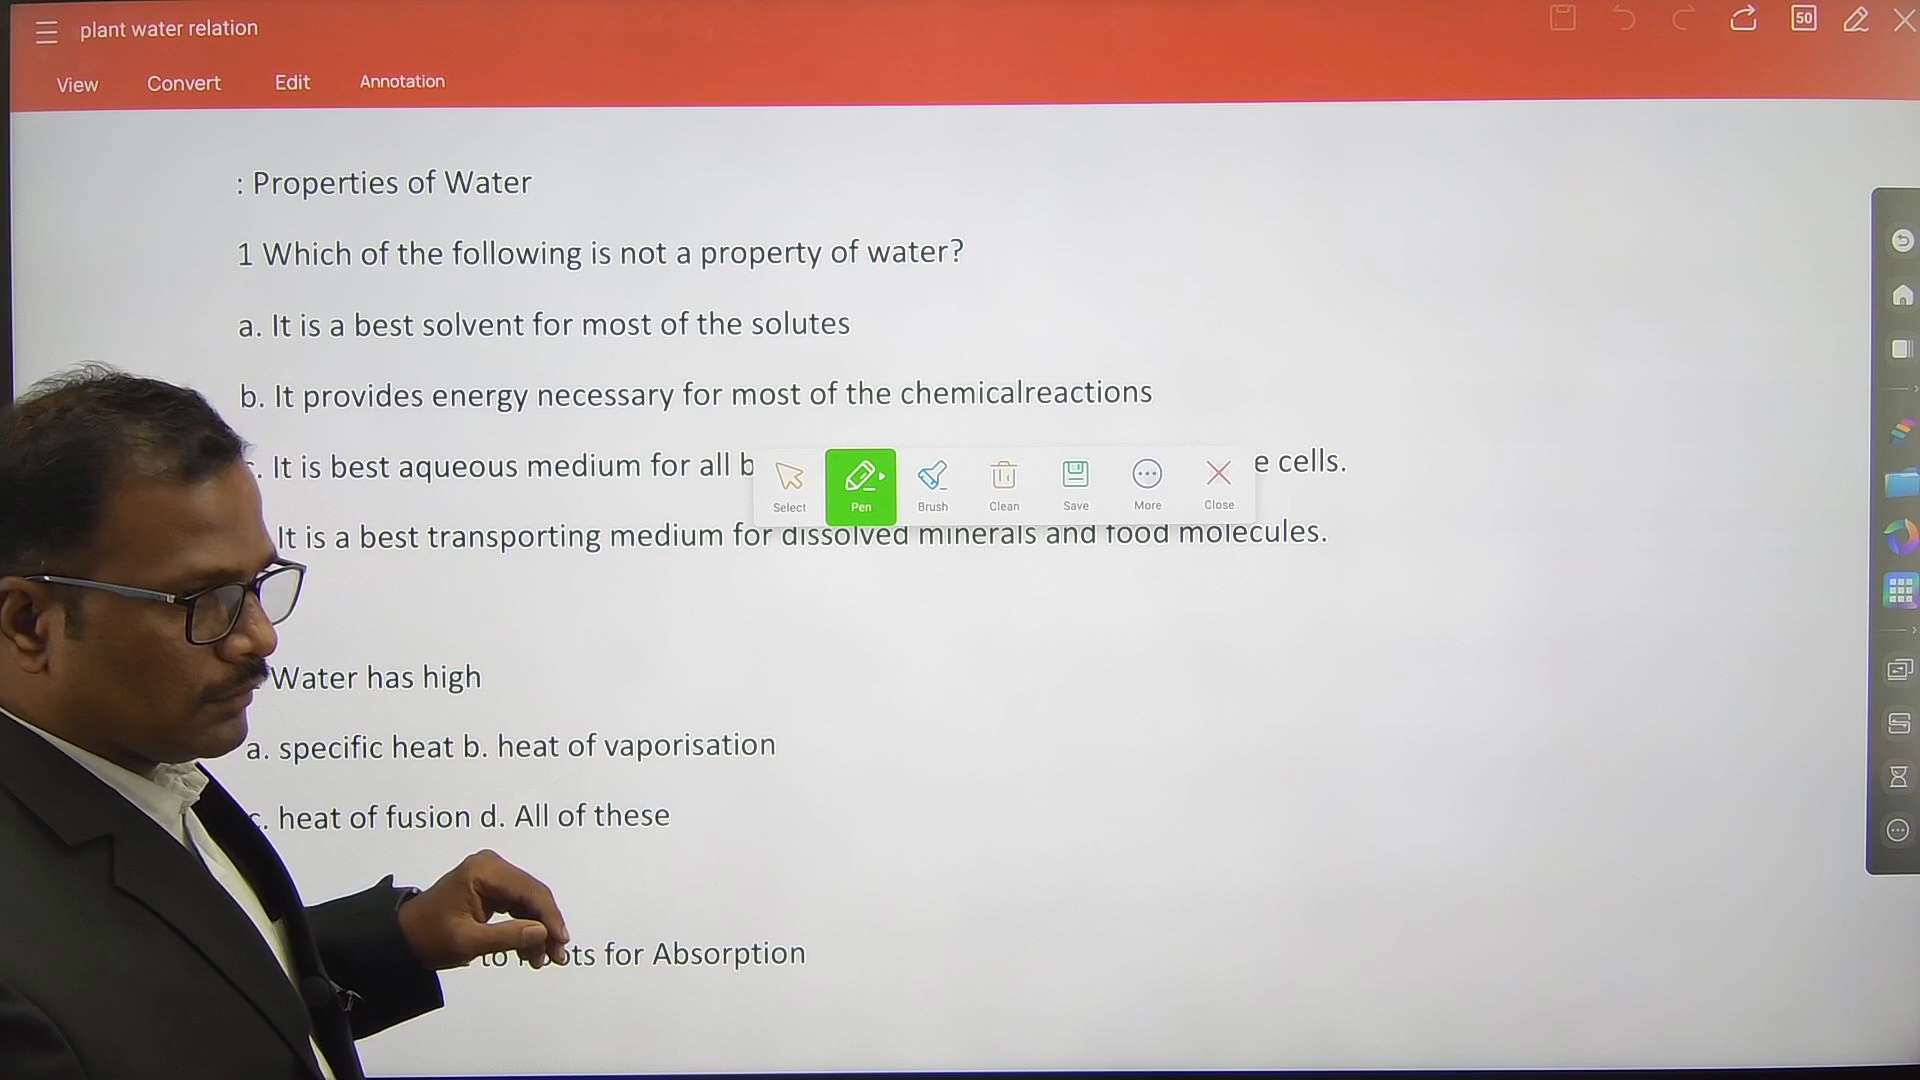 plant water relation
50
View Convert Edit Annotation
: Properties of Water
1 Which of the following is not a property of water?
a. It is a best solvent for most of the solutes
b. It provides energy necessary for most of the chemicalreactions
. It is best aqueous medium for all b
e cells.
Select Pen Brush Clean Save More Close
It is a best transporting medium for dissolved minerals and food molecules.
Water has high
a. specific heat b. heat of vaporisation
c. heat of fusion d. All of these
to Roots for Absorption